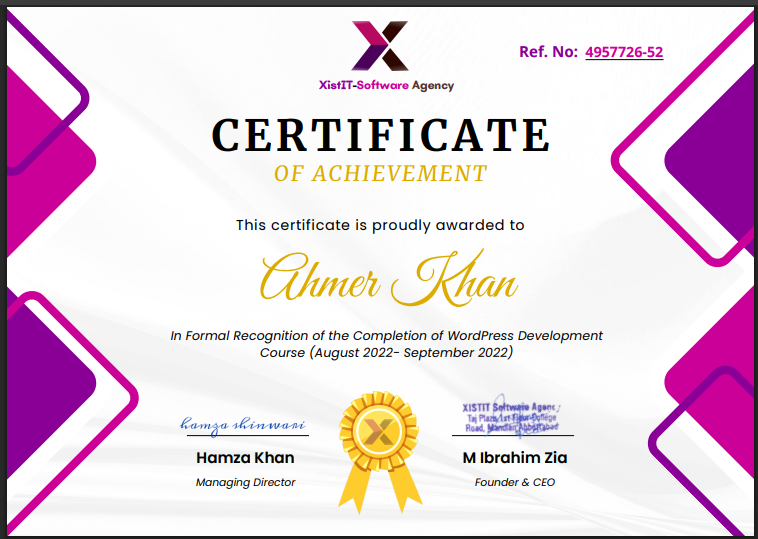 XistIT-Software Agency
Ref. No: 4957726-52
CERTIFICATE
OF ACHIEVEMENT
This certificate is proudly awarded to
Ahmer Khan
In Formal Recognition of the Completion of WordPress Development
Course (August 2022- September 2022)
hamza shinwari
XISTIT Software Agency
Taj Plaza 1st Floor College
Road, Mandian Abbottabad
Hamza Khan
M Ibrahim Zia
Managing Director
Founder & CEO